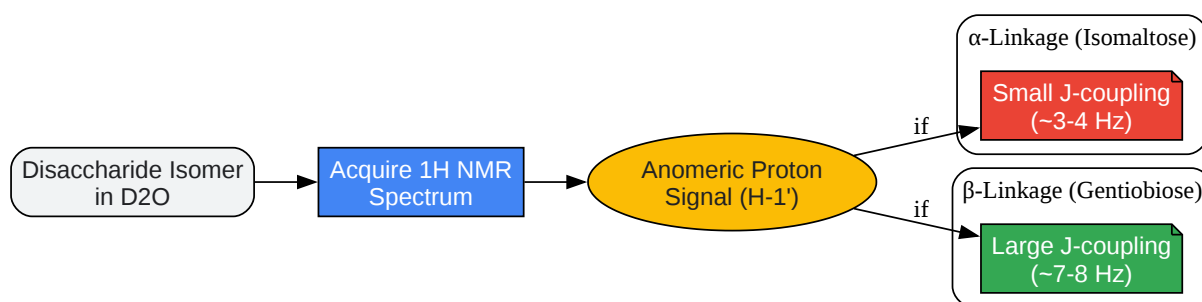 Disaccharide Isomer
in D2O
Acquire 1H NMR
Spectrum
Anomeric Proton
Signal (H-1')
if
if
α-Linkage (Isomaltose)
Small J-coupling
(~3-4 Hz)
β-Linkage (Gentiobiose)
Large J-coupling
(~7-8 Hz)